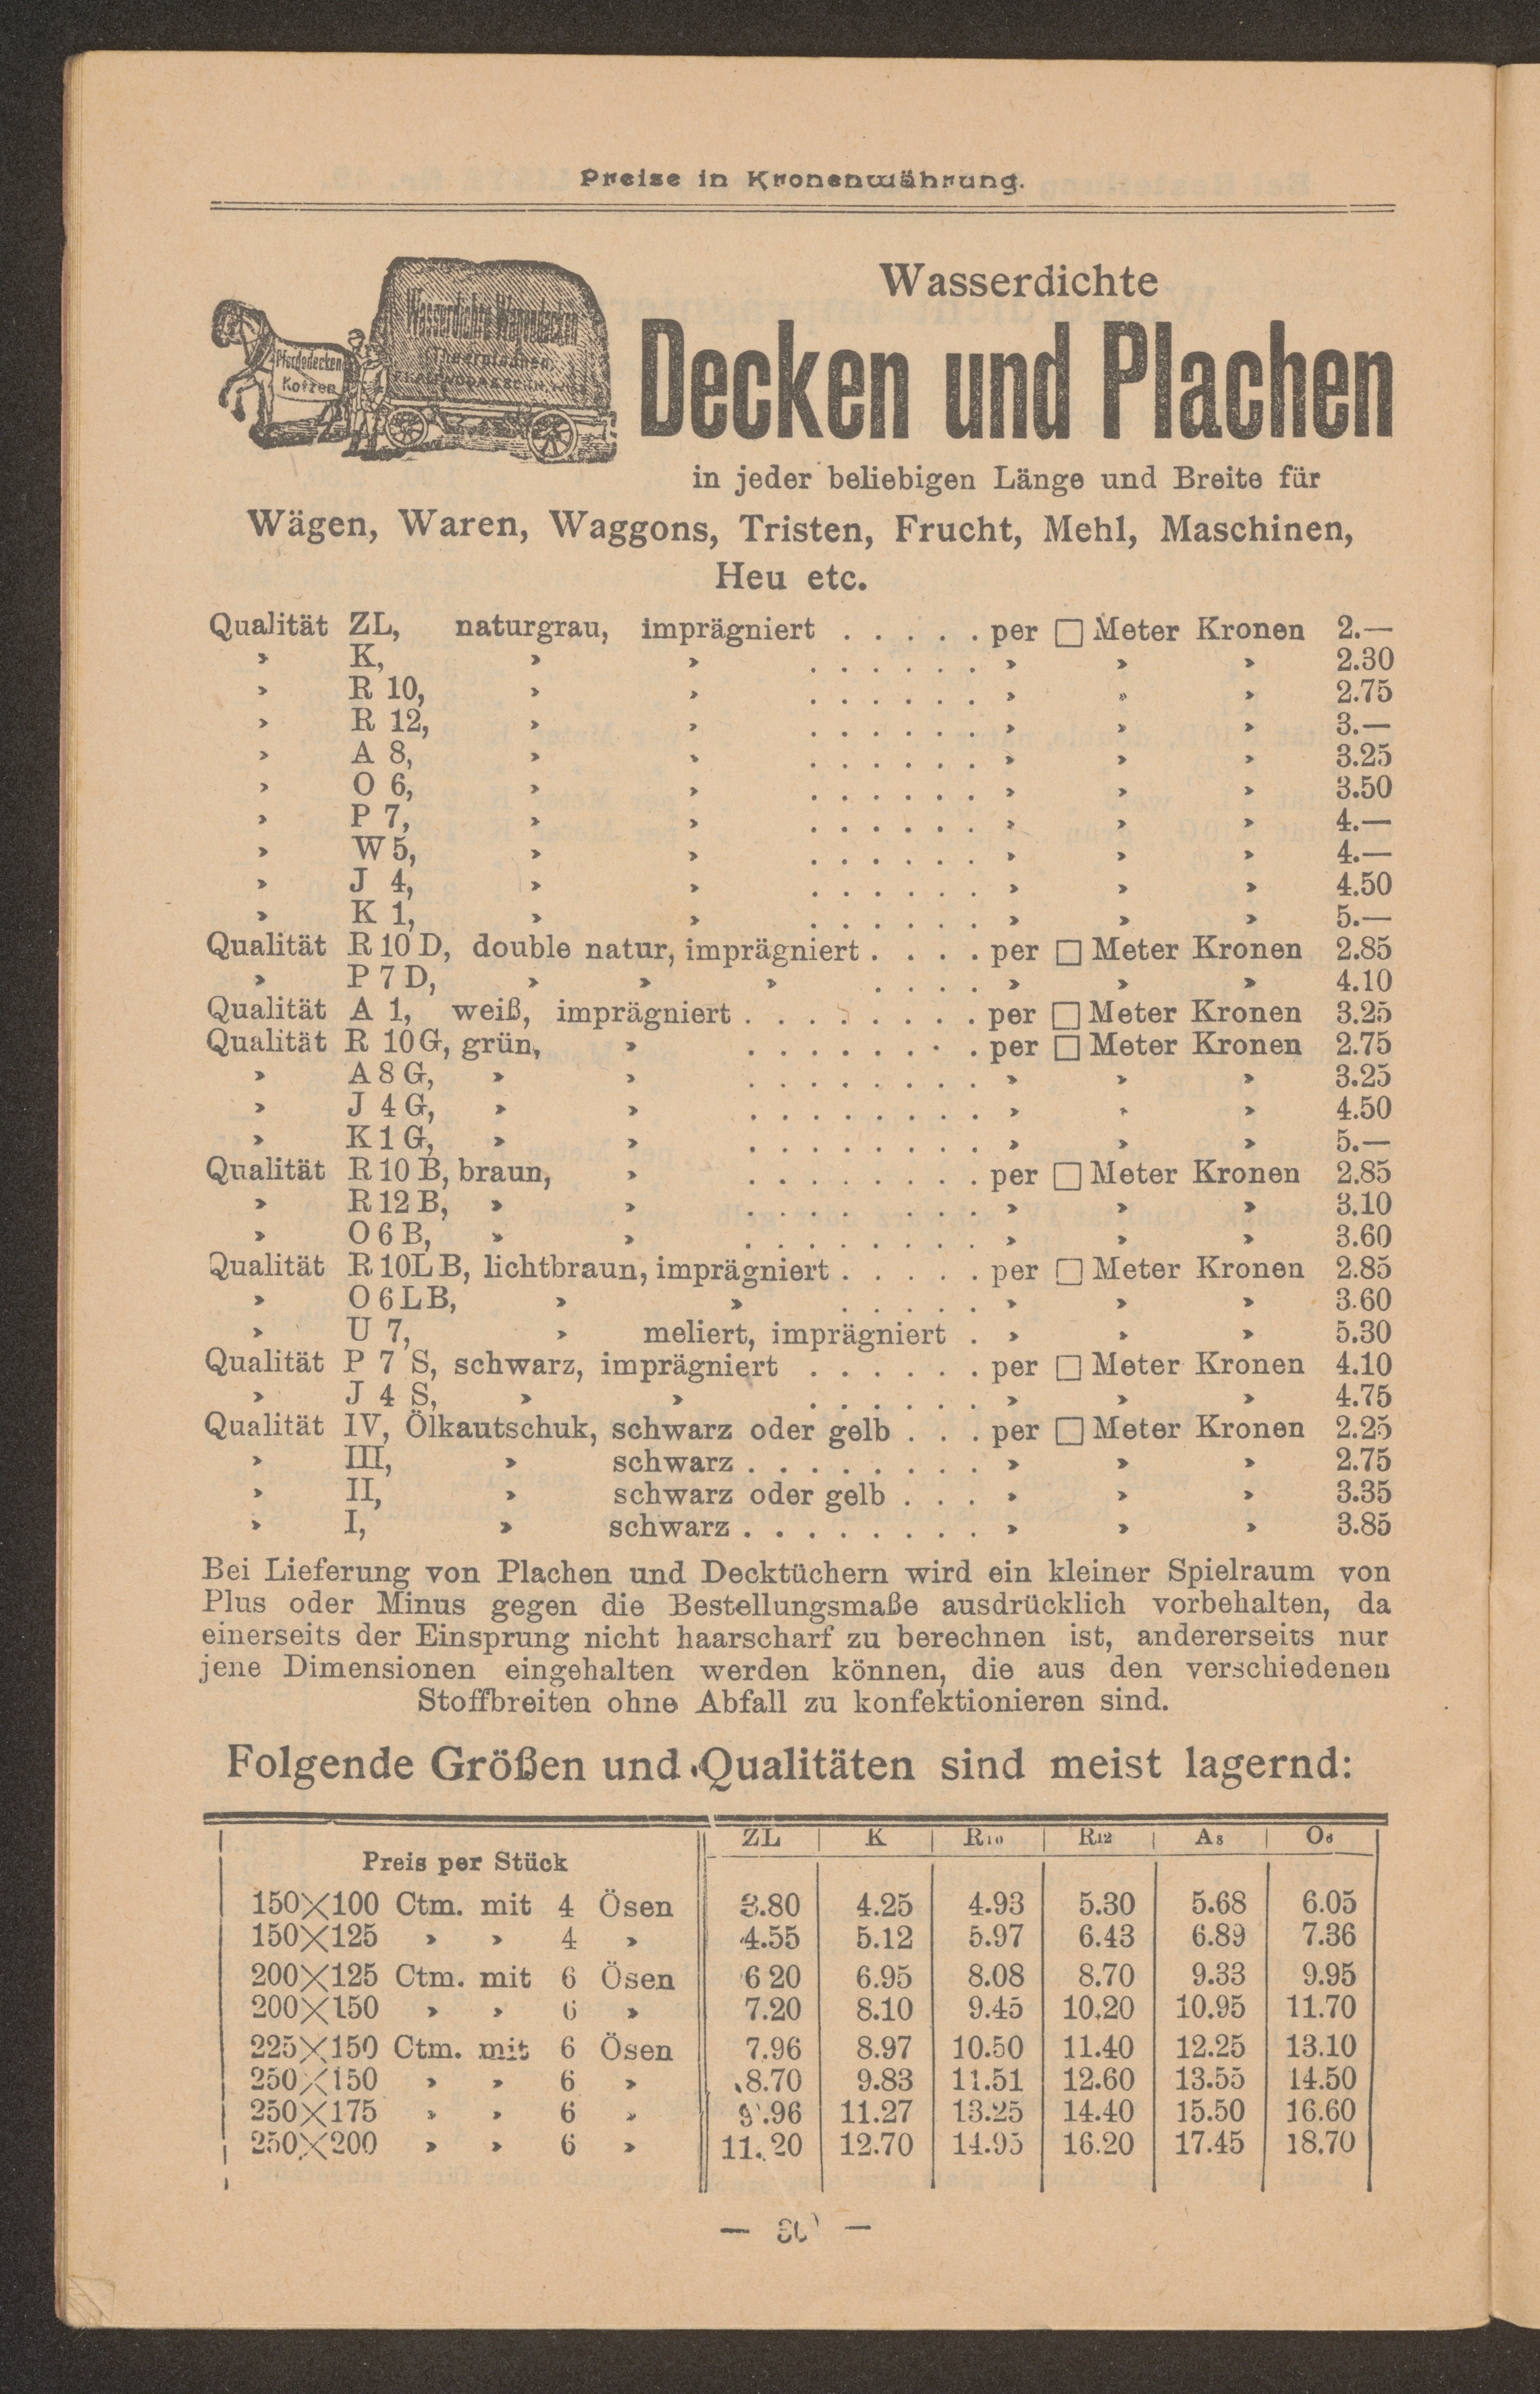 Preise in Kronenwährung.
Wasserdichte Wagendecken
Pferdedecken
Kotzen
Wasserdichte
Decken und Plachen
in jeder beliebigen Länge und Breite für
Wägen, Waren, Waggons, Tristen, Frucht, Mehl, Maschinen,
Heu etc.
Qualität ZL, naturgrau, imprägniert . . . . . per □ Meter Kronen 2.—
» K, » » . . . . . . » » » 2.30
» R 10, » » . . . . . . » » » 2.75
» R 12, » » . . . . . . » » » 3.—
» A 8, » » . . . . . . » » » 3.25
» O 6, » » . . . . . . » » » 3.50
» P 7, » » . . . . . . » » » 4.—
» W 5, » » . . . . . . » » » 4.—
» J 4, » » . . . . . . » » » 4.50
» K 1, » » . . . . . . » » » 5.—
Qualität R 10 D, double natur, imprägniert . . . . per □ Meter Kronen 2.85
» P 7 D, » » » . . . . » » » 4.10
Qualität A 1, weiß, imprägniert . . . . . . . . per □ Meter Kronen 3.25
Qualität R 10 G, grün, » . . . . . . . . per □ Meter Kronen 2.75
» A 8 G, » » . . . . . . . . » » » 3.25
» J 4 G, » » . . . . . . . . » » » 4.50
» K 1 G, » » . . . . . . . . » » » 5.—
Qualität R 10 B, braun, » . . . . . . . . per □ Meter Kronen 2.85
» R 12 B, » » . . . . . . . . » » » 3.10
» O 6 B, » » . . . . . . . . » » » 3.60
Qualität R 10 L B, lichtbraun, imprägniert . . . . . per □ Meter Kronen 2.85
» O 6 L B, » » . . . . . » » » 3.60
» U 7, » meliert, imprägniert . » » » 5.30
Qualität P 7 S, schwarz, imprägniert . . . . . . per □ Meter Kronen 4.10
» J 4 S, » » . . . . . . » » » 4.75
Qualität IV, Ölkautschuk, schwarz oder gelb . . . per □ Meter Kronen 2.25
» III, » schwarz . . . . . . . . » » » 2.75
» II, » schwarz oder gelb . . . » » » 3.35
» I, » schwarz . . . . . . . . » » » 3.85
Bei Lieferung von Plachen und Decktüchern wird ein kleiner Spielraum von
Plus oder Minus gegen die Bestellungsmaße ausdrücklich vorbehalten, da
einerseits der Einsprung nicht haarscharf zu berechnen ist, andererseits nur
jene Dimensionen eingehalten werden können, die aus den verschiedenen
Stoffbreiten ohne Abfall zu konfektionieren sind.
Folgende Größen und Qualitäten sind meist lagernd:
Preis per Stück ZL K R10 R12 A8 O6
150×100 Ctm. mit 4 Ösen 3.80 4.25 4.93 5.30 5.68 6.05
150×125 » » 4 » 4.55 5.12 5.97 6.43 6.89 7.36
200×125 Ctm. mit 6 Ösen 6 20 6.95 8.08 8.70 9.33 9.95
200×150 » » 6 » 7.20 8.10 9.45 10.20 10.95 11.70
225×150 Ctm. mit 6 Ösen 7.96 8.97 10.50 11.40 12.25 13.10
250×150 » » 6 » 8.70 9.83 11.51 12.60 13.55 14.50
250×175 » » 6 » 9.96 11.27 13.25 14.40 15.50 16.60
250×200 » » 6 » 11.20 12.70 14.95 16.20 17.45 18.70